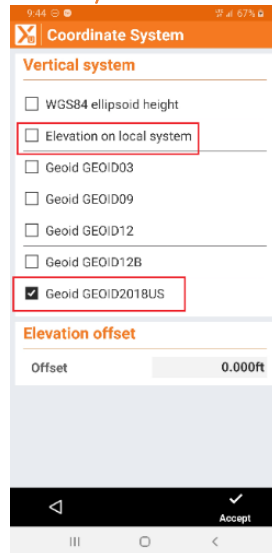 9:44 67%
Coordinate System
Vertical system
WGS84 ellipsoid height
Elevation on local system
Geoid GEOID03
Geoid GEOID09
Geoid GEOID12
Geoid GEOID12B
Geoid GEOID2018US
Elevation offset
Offset 0.000ft
Accept